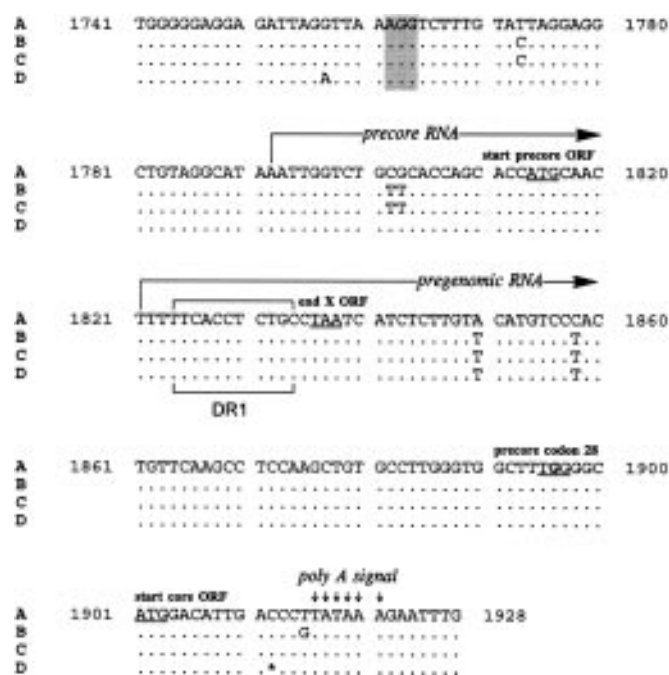 A 1741 TGGGGGAGGA GATTAGGTTA AAGGTCTTTG TATTAGGAGG 1780
B .......... .......... .......... ..C.......
C .......... .......... .......... ..C.......
D .......... ......A... .......... ..........
precore RNA
start precore ORF
A 1781 CTGTAGGCAT AAATTGGTCT GCGCACCAGC ACCATGCAAC 1820
B .......... .......... .TT....... ..........
C .......... .......... .TT....... ..........
D .......... .......... .......... ..........
pregenomic RNA
end X ORF
A 1821 TTTTTCACCT CTGCCTAATC ATCTCTTGTA CATGTCCCAC 1860
B .......... .......... .........T .......T..
C .......... .......... .........T .......T..
D .......... .......... .........T .......T..
DR1
precore codon 28
A 1861 TGTTCAAGCC TCCAAGCTGT GCCTTGGGTG GCTTTGGGGC 1900
B .......... .......... .......... ..........
C .......... .......... .......... ..........
D .......... .......... .......... ..........
poly A signal
start core ORF
A 1901 ATGGACATTG ACCCTTATAA AGAATTTG 1928
B .......... ....G..... ........
C .......... .......... ........
D .......... .*........ ........